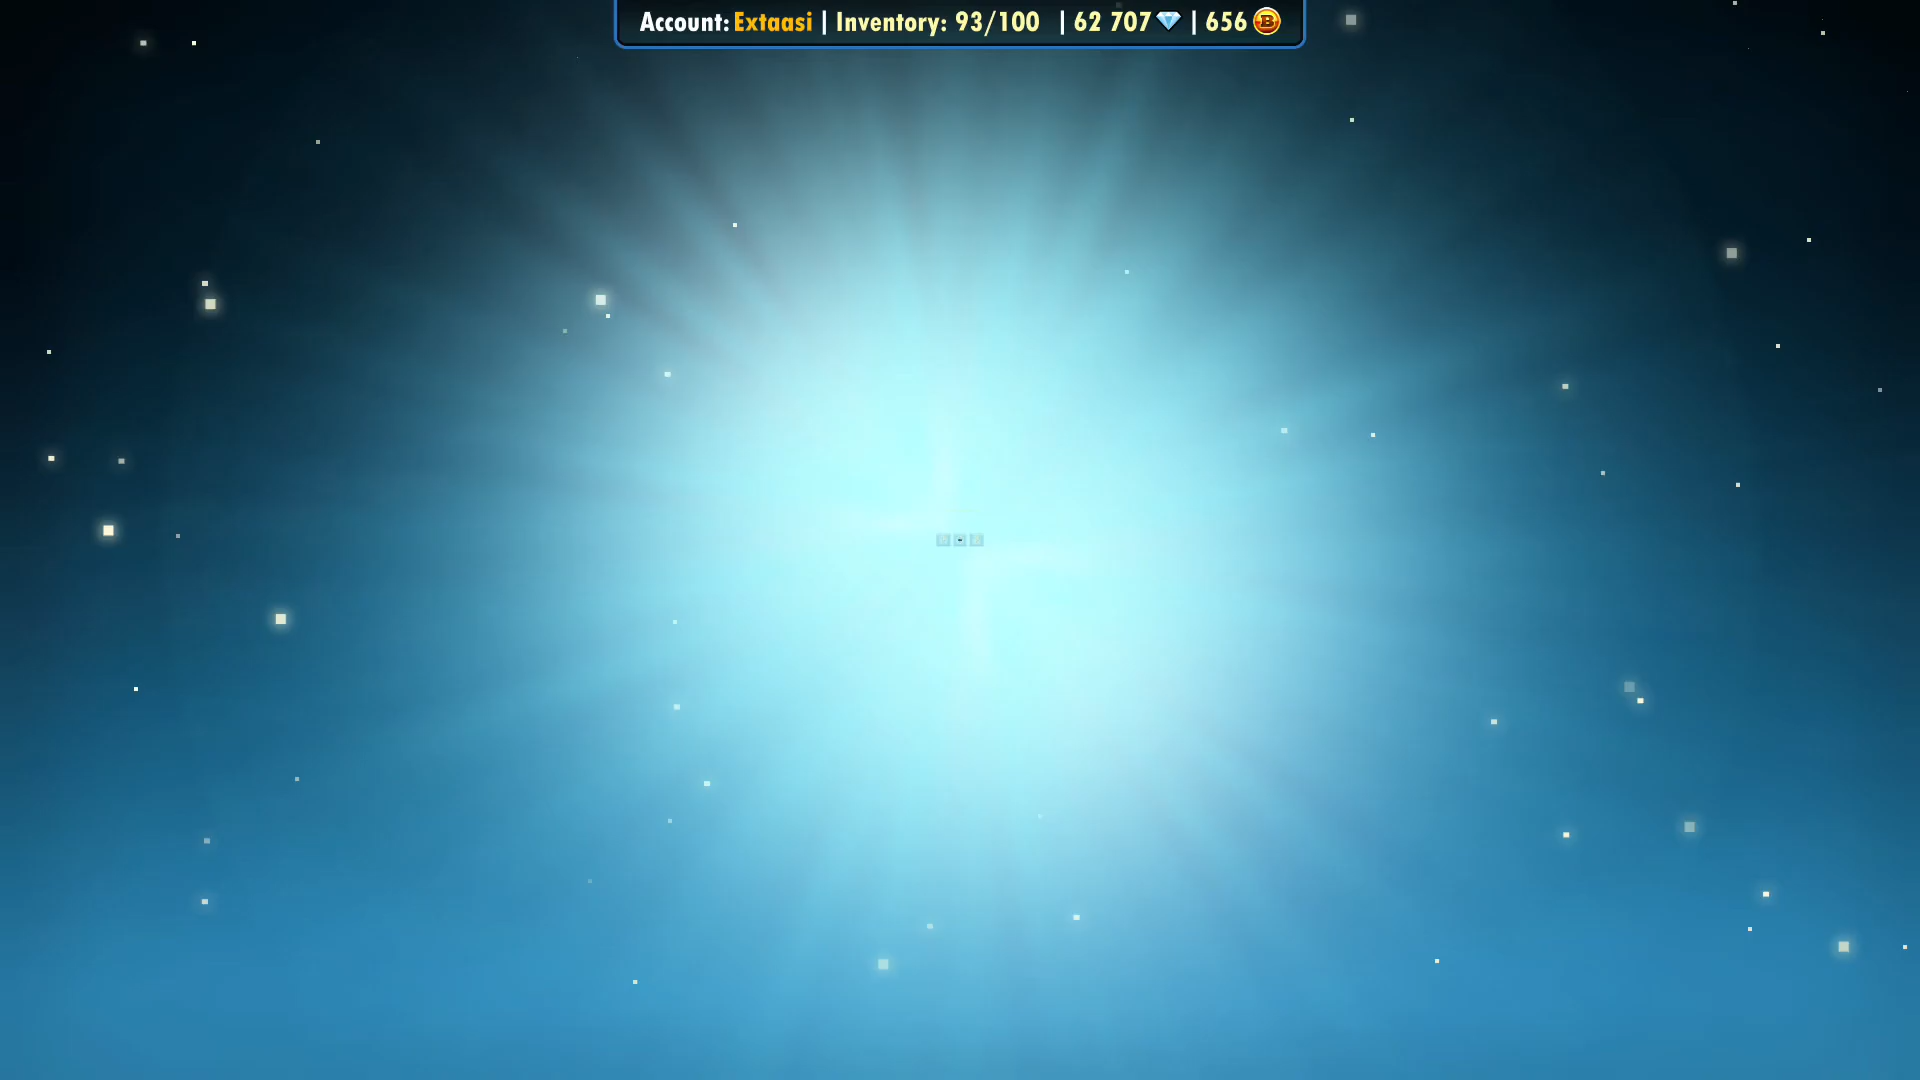 Account: Extaasi | Inventory: 93/100 | 62 707 | 656 B